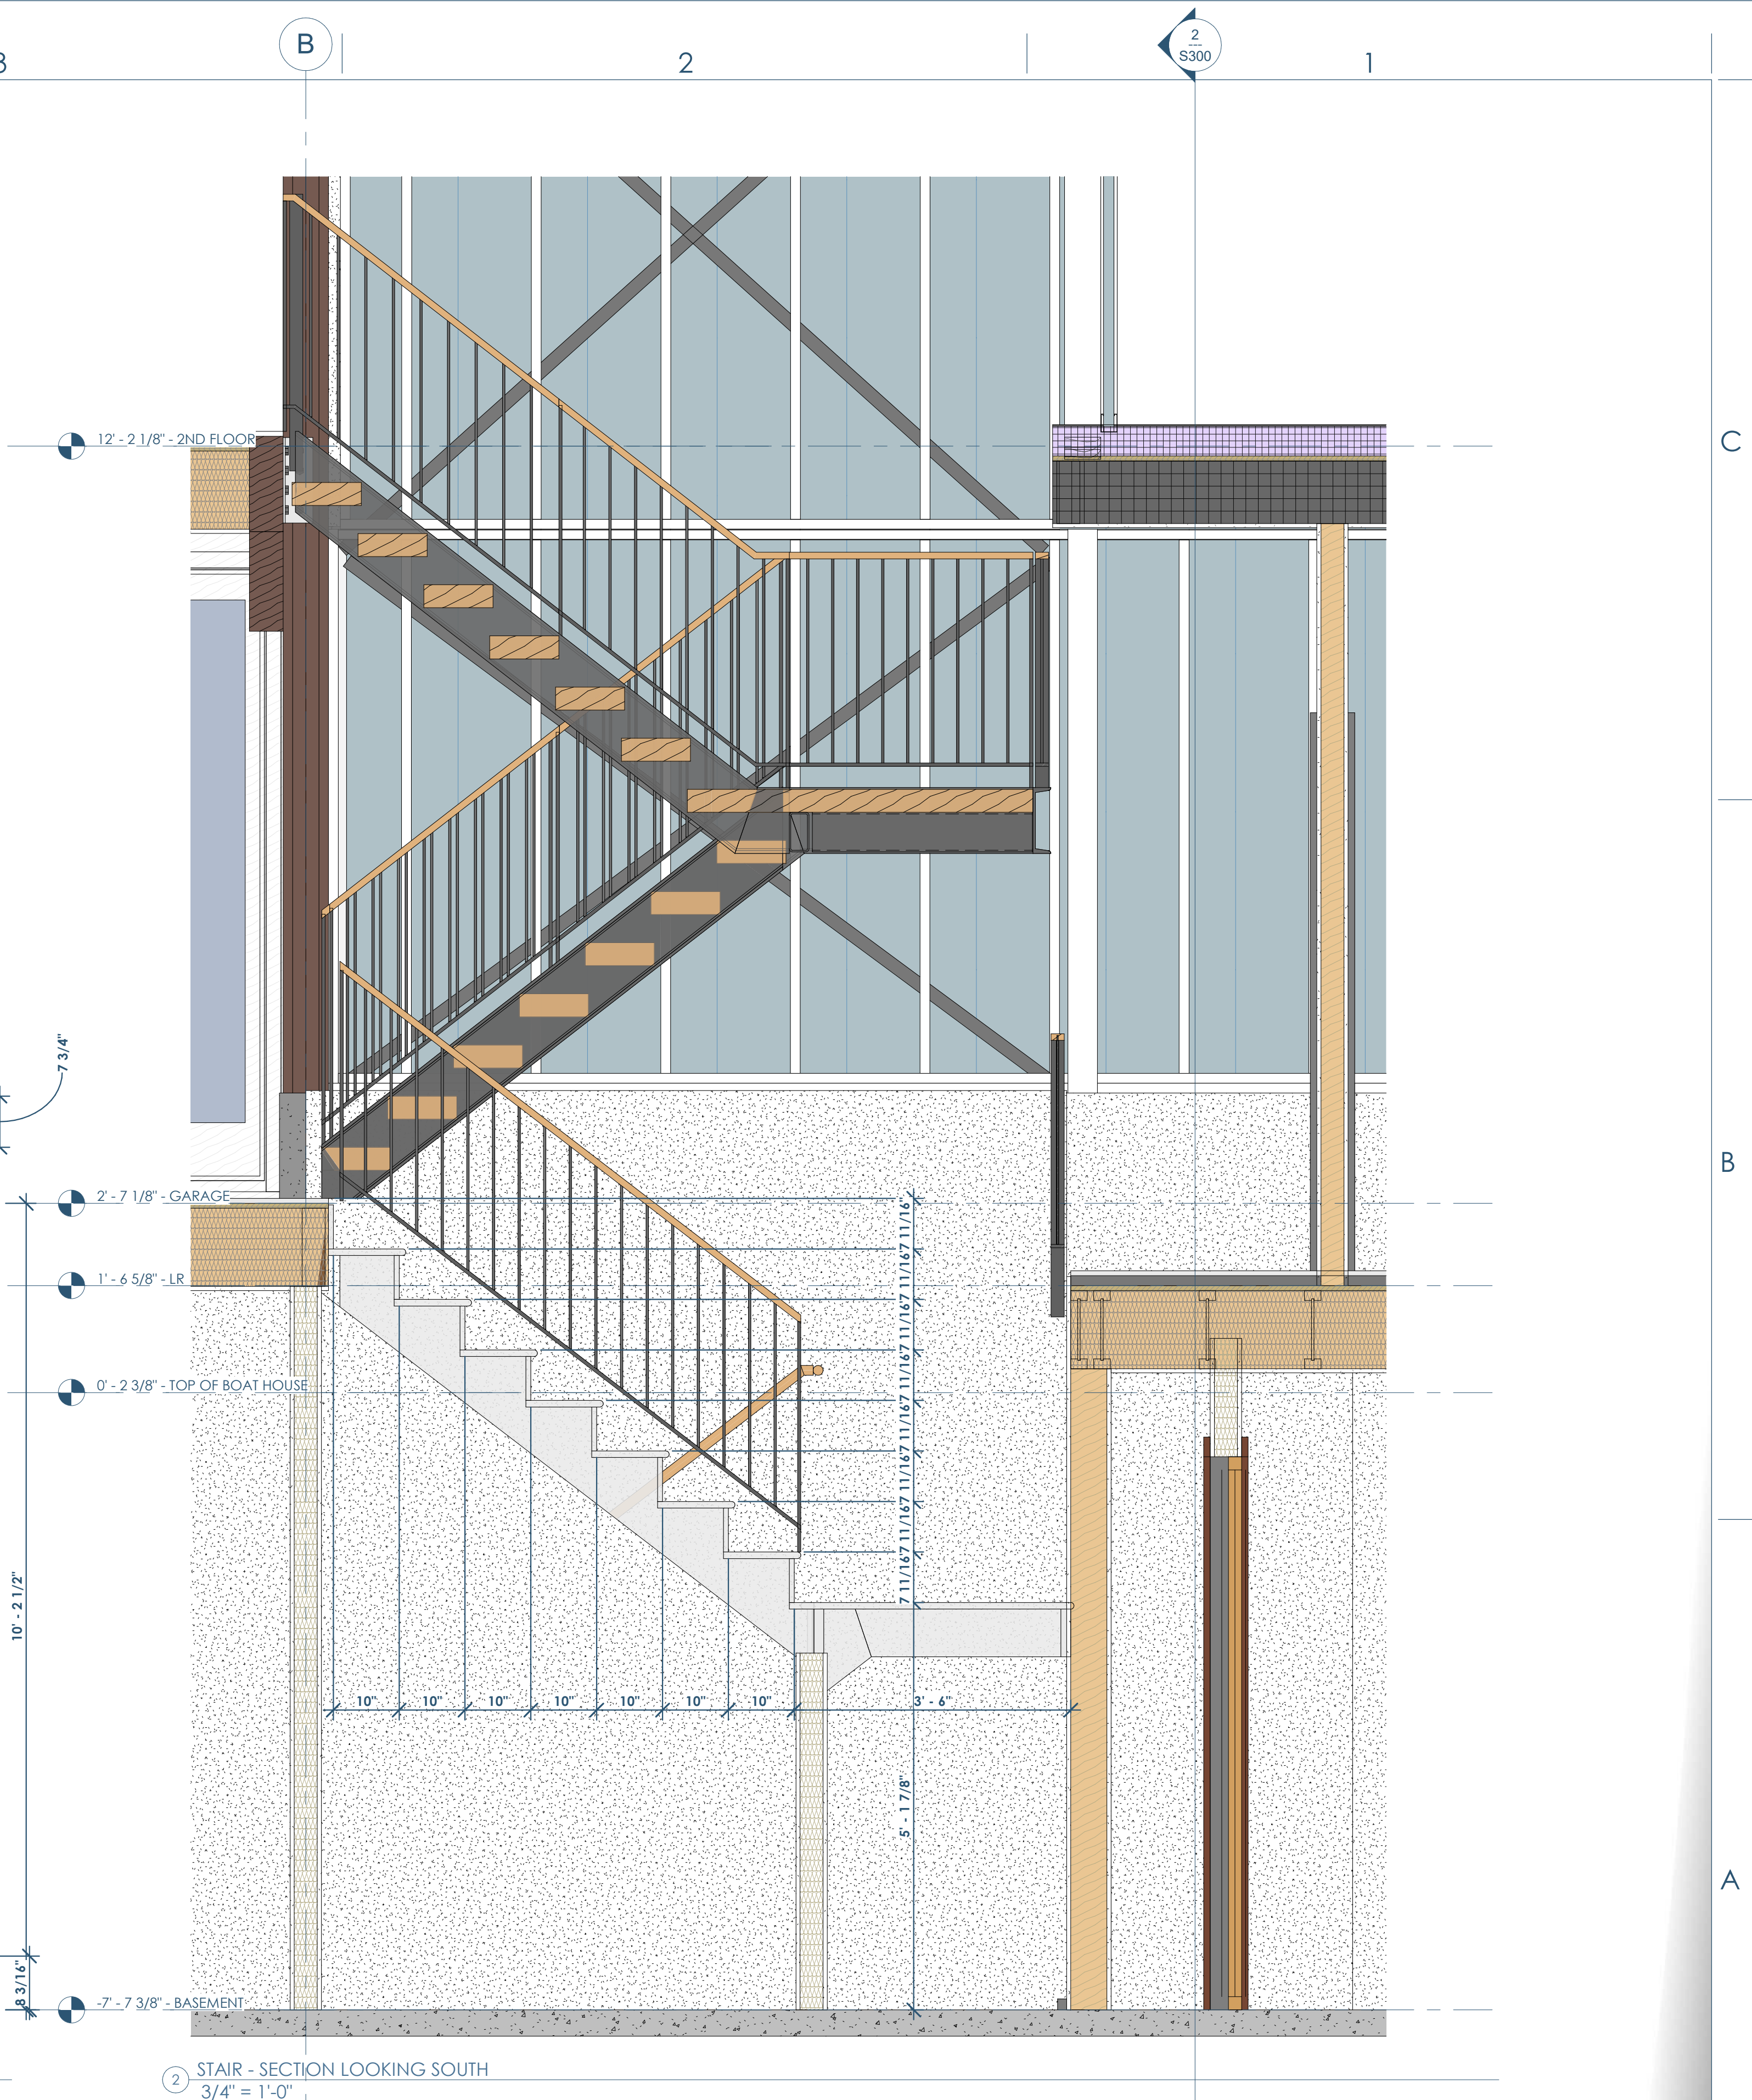 B
2
2
---
S300
1
12' - 2 1/8" - 2ND FLOOR
C
7 3/4"
B
2' - 7 1/8" - GARAGE
1' - 6 5/8" - LR
0' - 2 3/8" - TOP OF BOAT HOUSE
7 11/16"
7 11/16"
7 11/16"
7 11/16"
7 11/16"
7 11/16"
7 11/16"
7 11/16"
10' - 2 1/2"
10"
10"
10"
10"
10"
10"
10"
3' - 6"
5' - 1 7/8"
A
8 3/16"
-7' - 7 3/8" - BASEMENT
2
STAIR - SECTION LOOKING SOUTH
3/4" = 1'-0"